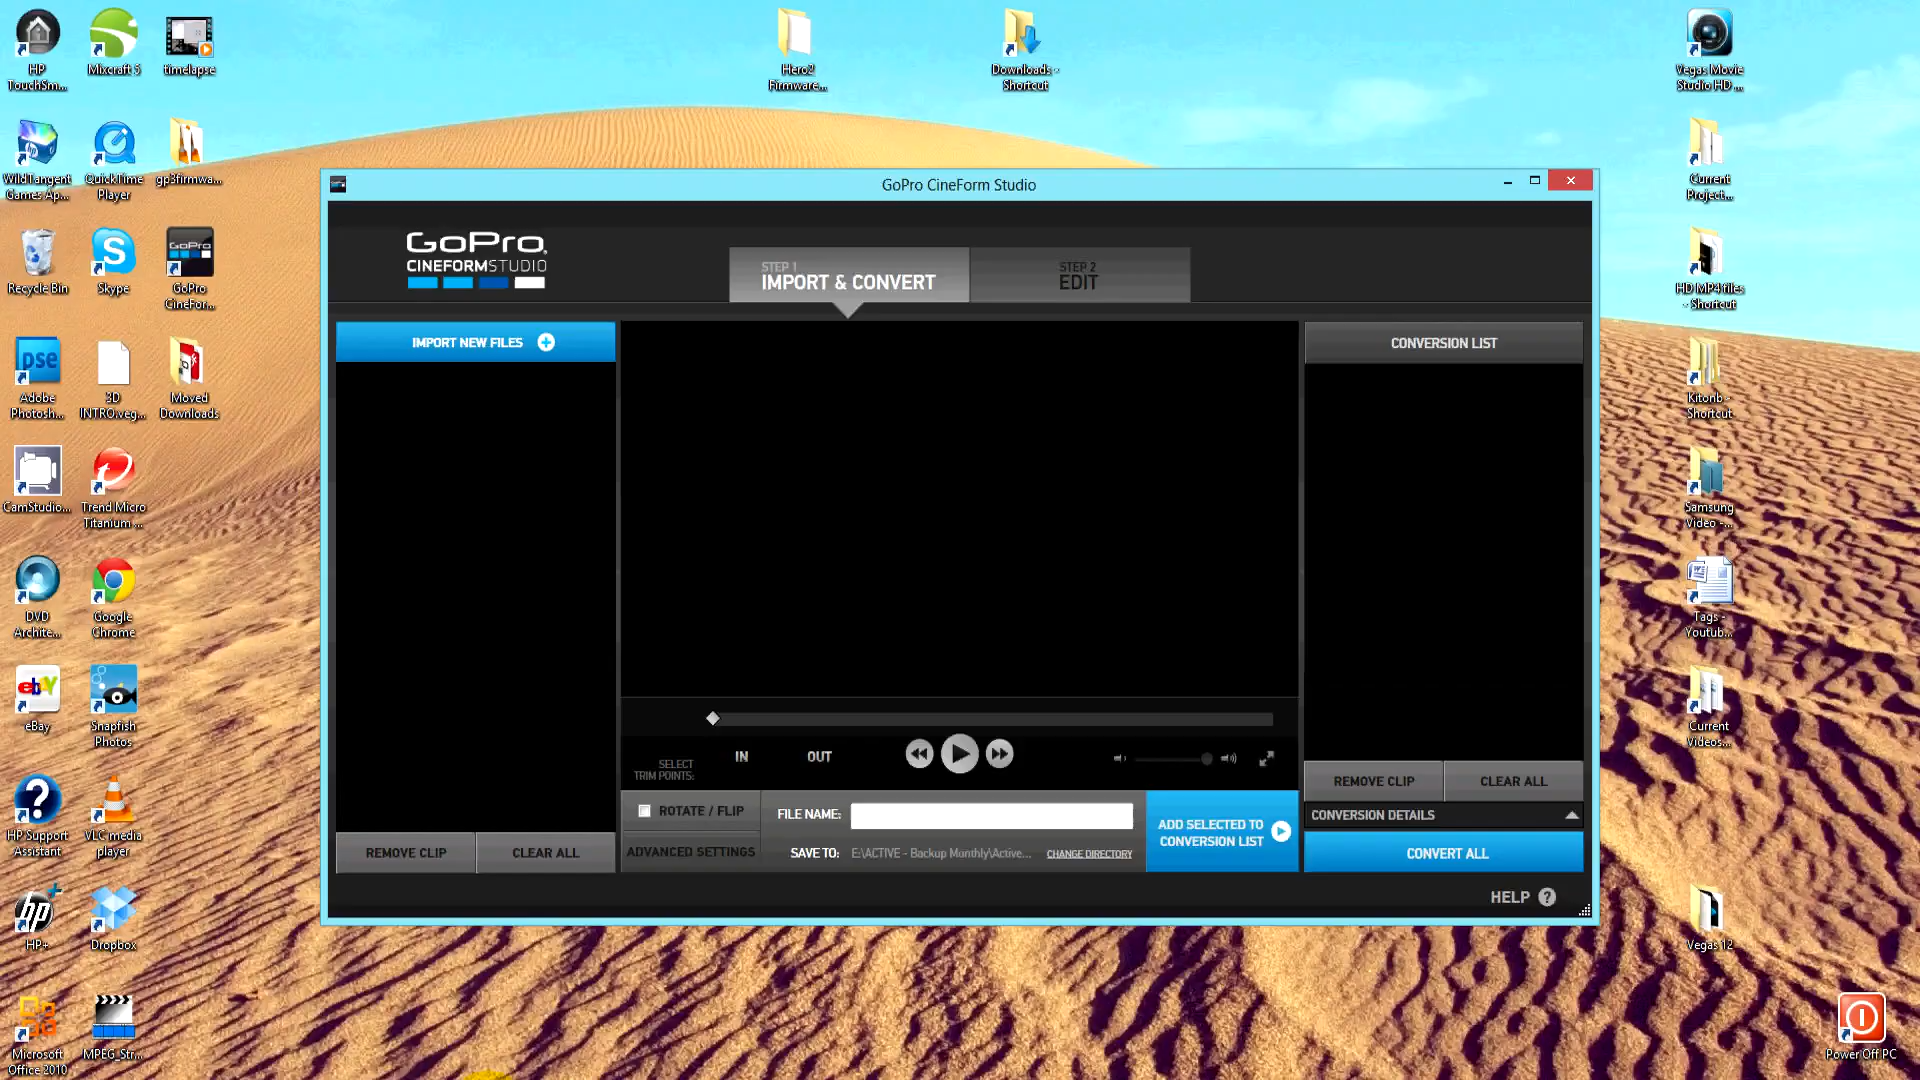 HP
TouchSm...
Mixcraft 5
timelapse
Hero2
Firmware...
Downloads -
Shortcut
Vegas Movie
Studio HD ...
WildTangent
Games Ap...
QuickTime
Player
gp3firmwa...
Current
Project...
Recycle Bin
Skype
GoPro
GoPro
CineFor...
HD MP4 files
- Shortcut
pse
Adobe
Photosh...
3D
INTRO.veg...
Moved
Downloads
Kitonb -
Shortcut
CamStudio...
Trend Micro
Titanium ...
Samsung
Video -...
DVD
Archite...
Google
Chrome
Tags -
Youtub...
ebY
eBay
Snapfish
Photos
Current
Videos...
HP Support
Assistant
VLC media
player
hp
HP+
Dropbox
Vegas 12
Microsoft
Office 2010
MPEG_Str...
Power Off PC
GoPro CineForm Studio
GoPro
CINEFORMSTUDIO
STEP 1
IMPORT & CONVERT
STEP 2
EDIT
IMPORT NEW FILES
CONVERSION LIST
SELECT
TRIM POINTS:
IN
OUT
REMOVE CLIP
CLEAR ALL
ROTATE / FLIP
ADVANCED SETTINGS
FILE NAME:
SAVE TO: E:\ACTIVE - Backup Monthly\Active... CHANGE DIRECTORY
ADD SELECTED TO
CONVERSION LIST
REMOVE CLIP
CLEAR ALL
CONVERSION DETAILS
CONVERT ALL
HELP ?